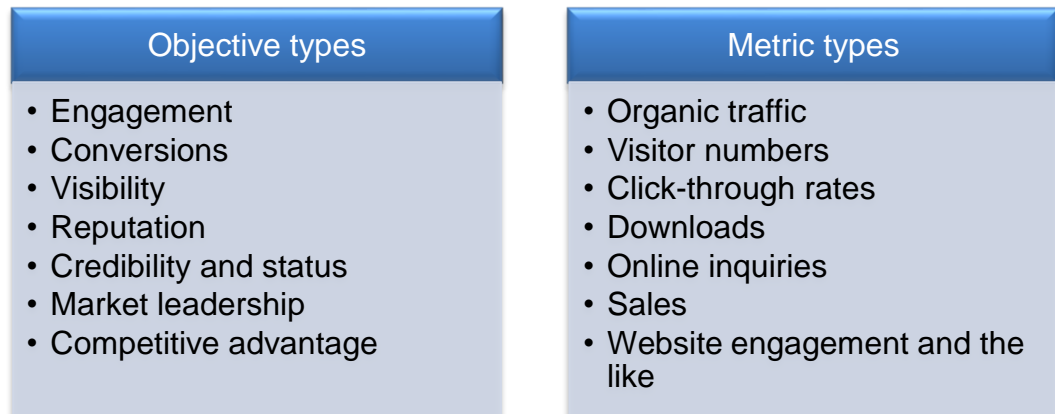 Objective types
• Engagement
• Conversions
• Visibility
• Reputation
• Credibility and status
• Market leadership
• Competitive advantage
Metric types
• Organic traffic
• Visitor numbers
• Click-through rates
• Downloads
• Online inquiries
• Sales
• Website engagement and the
like